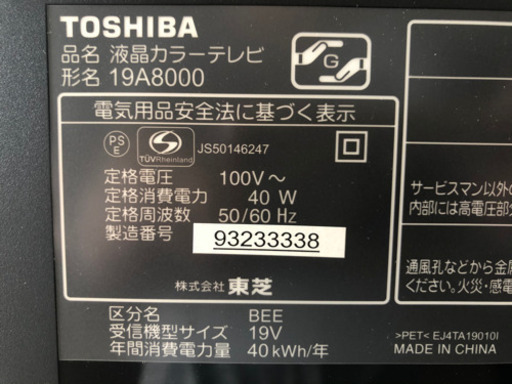 TOSHIBA
品名 液晶カラーテレビ
形名 19A8000
G
電気用品安全法に基づく表示
PS
E
S
TÜVRheinland
JS50146247
定格電圧 100V～
定格消費電力 40 W
定格周波数 50/60 Hz
製造番号 93233338
株式会社 東芝
区分名 BEE
受信機型サイズ 19V
年間消費電力量 40 kWh/年
サービスマン以外の
内部には高電圧部分
通風孔などから金属
い。火災・感電
>PET< EJ4TA19010I
MADE IN CHINA